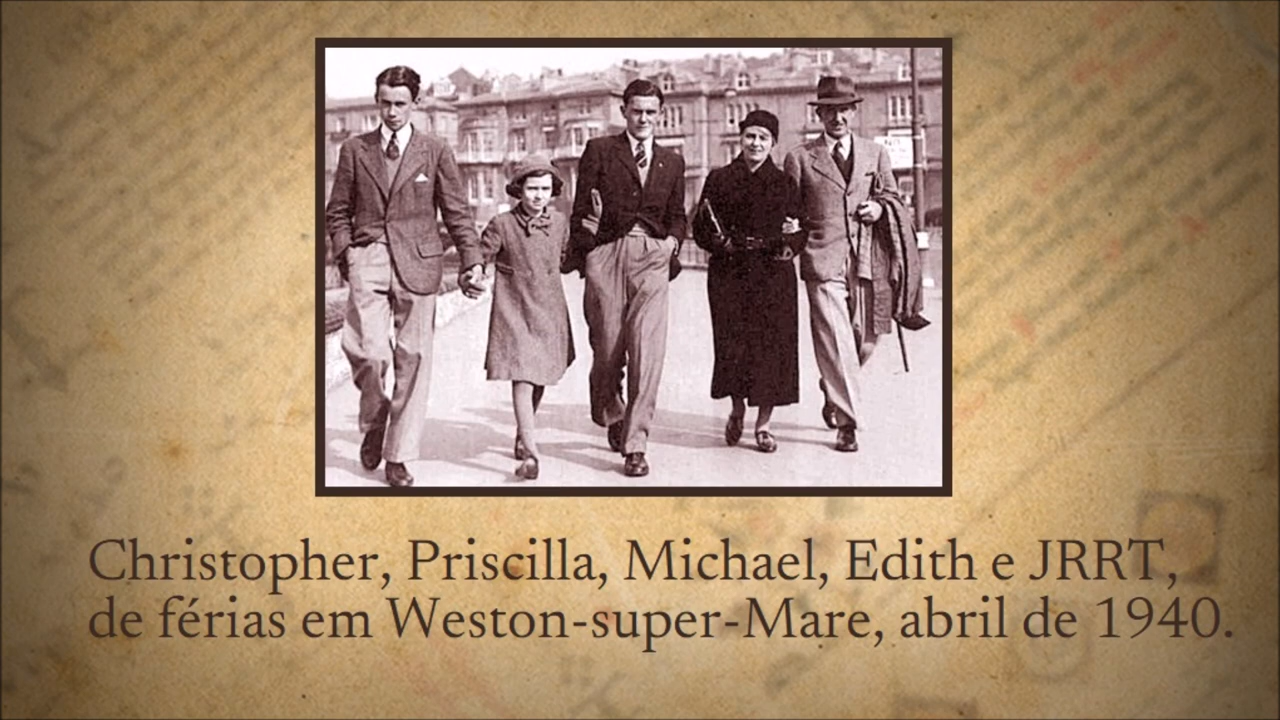 Christopher, Priscilla, Michael, Edith e JRRT,
de férias em Weston-super-Mare, abril de 1940.